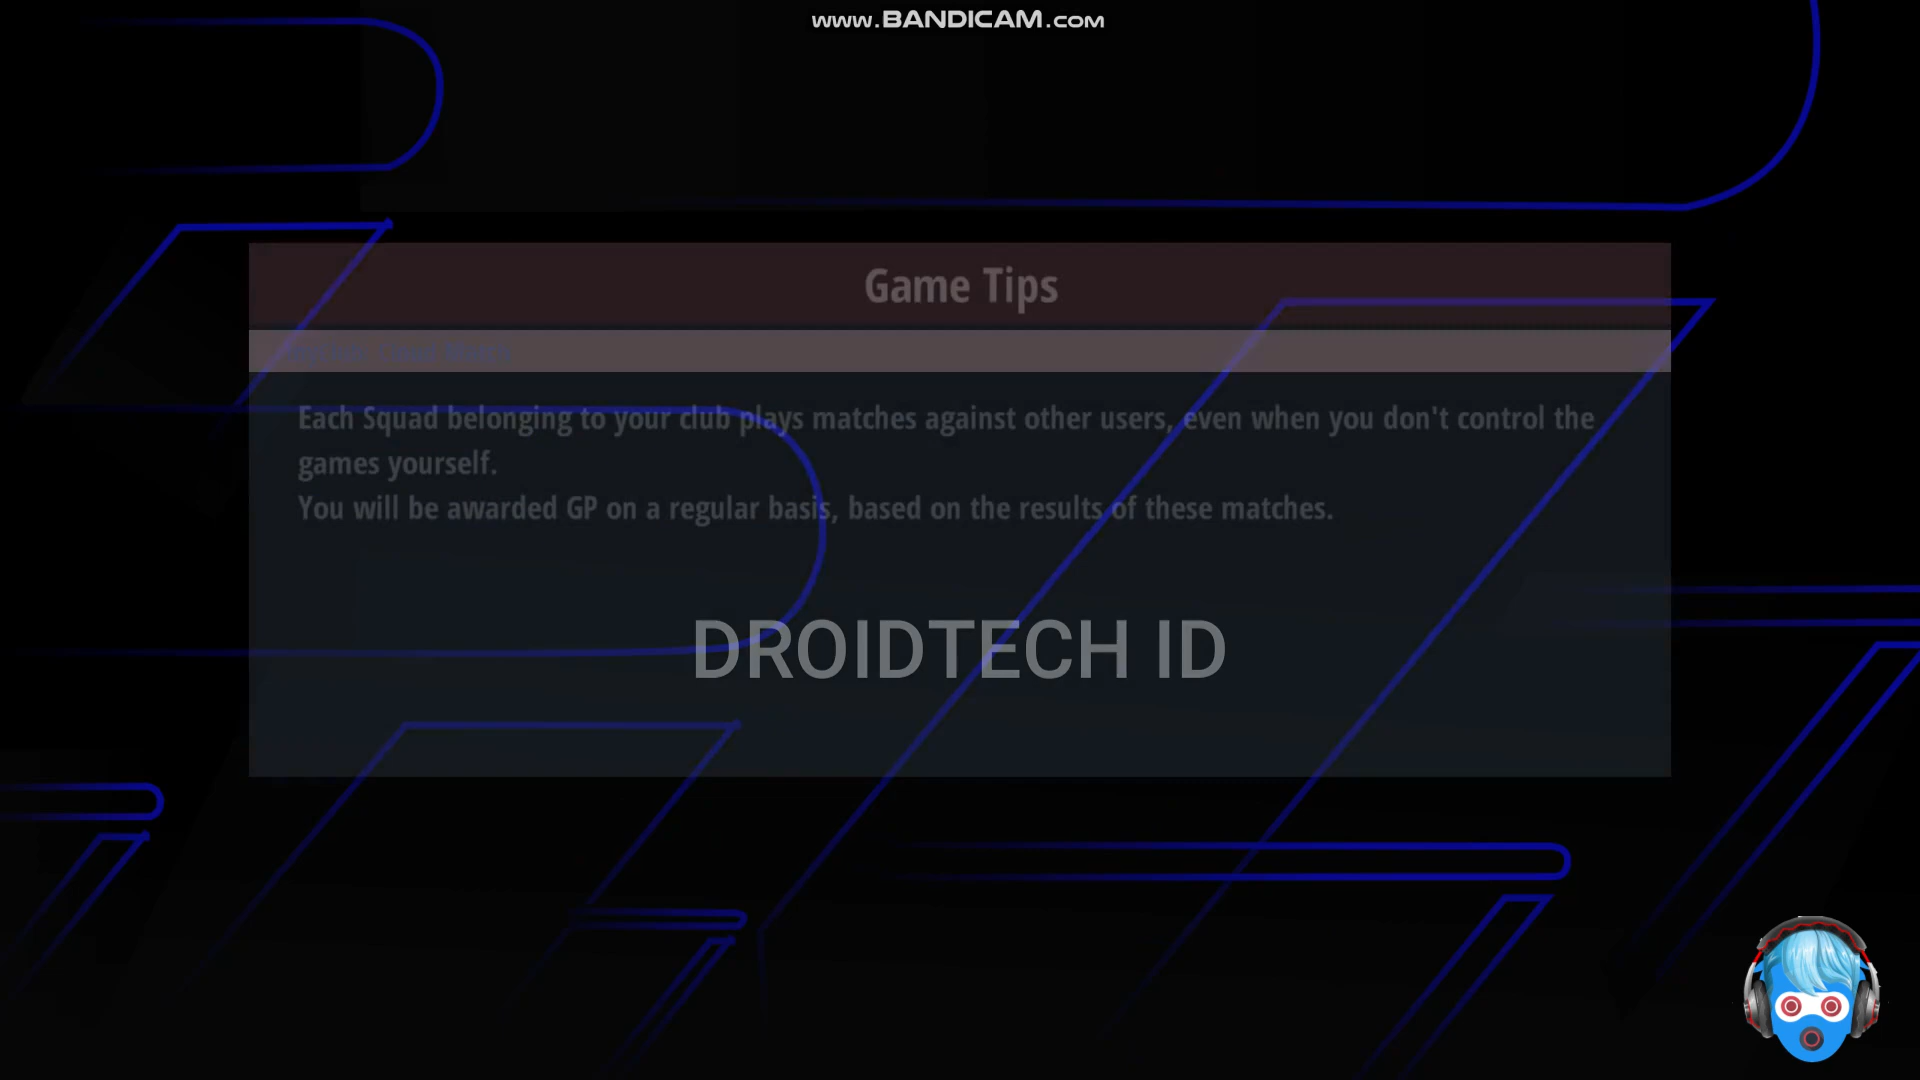 www.BANDICAM.com
Game Tips
Each Squad belonging to your club plays matches against other users, even when you don't control the
games yourself.
You will be awarded GP on a regular basis, based on the results of these matches.
DROIDTECH ID